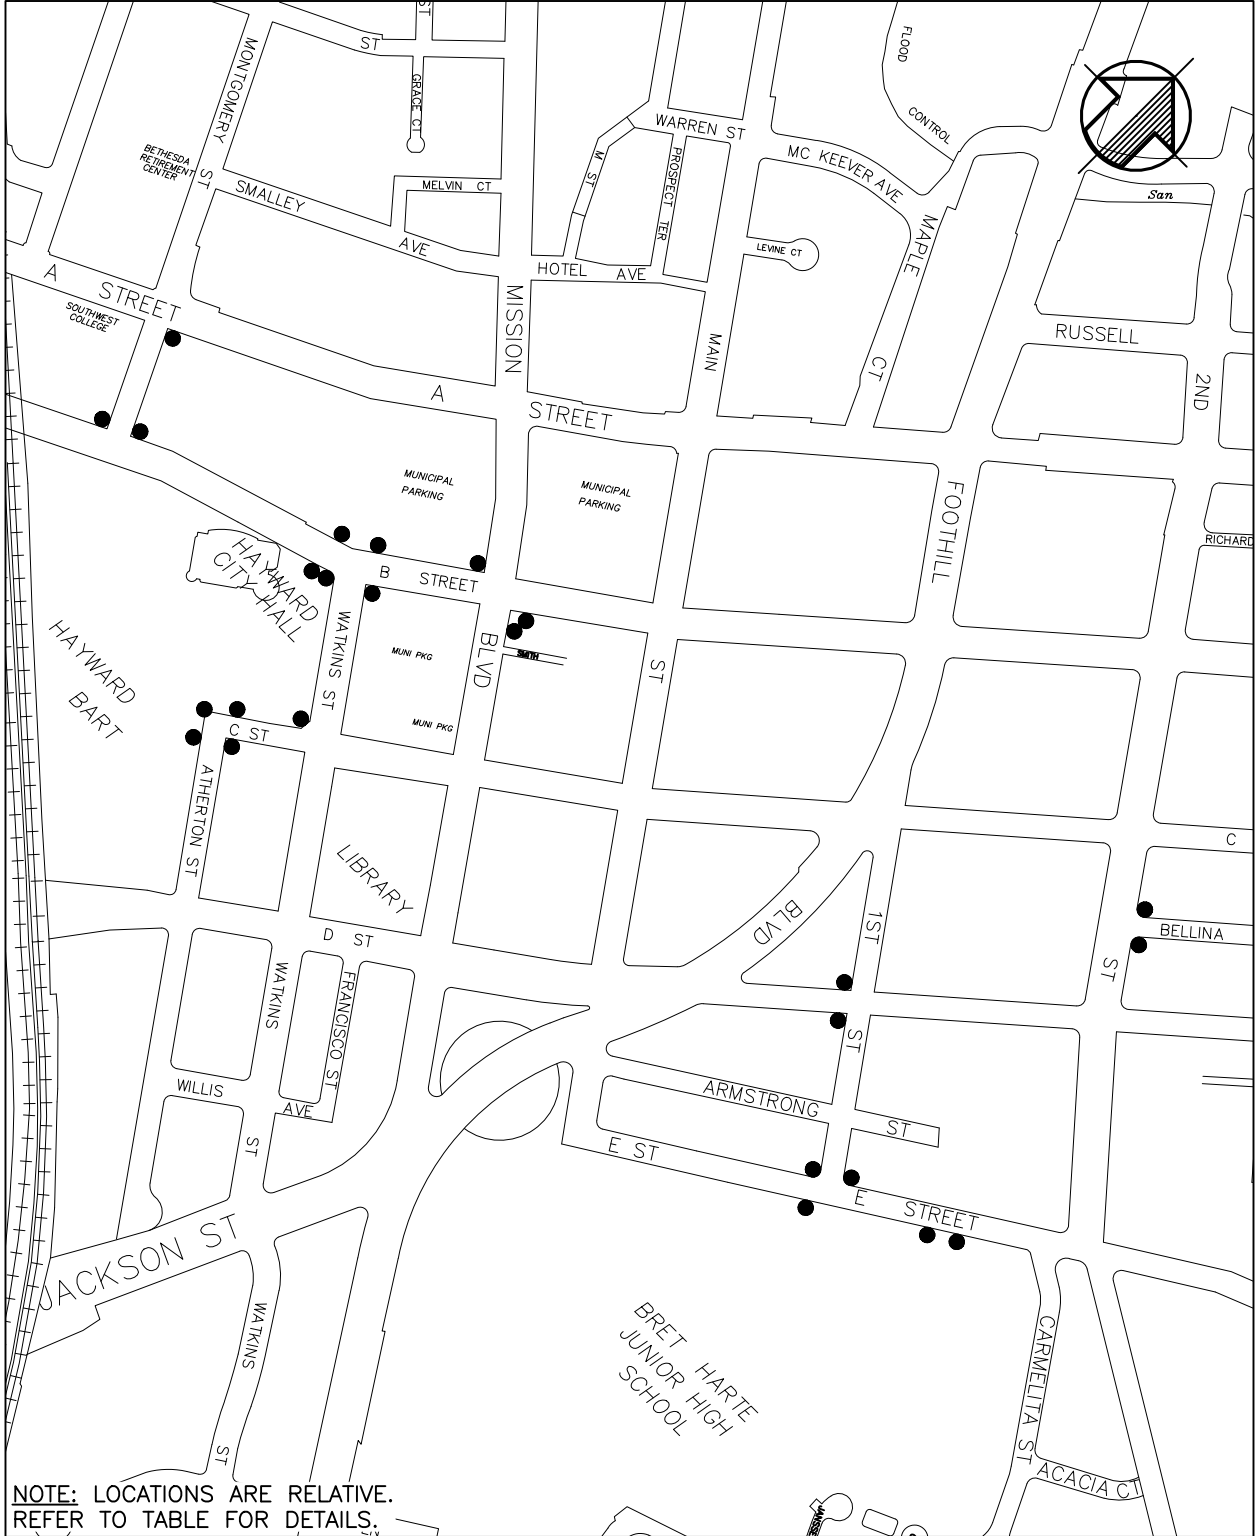 ST
ST
FLOOD
CONTROL
MONTGOMERY
ST
GRACE CT
BETHESDA
RETIREMENT
CENTER
SMALLEY
AVE
MELVIN CT
M ST
WARREN ST
PROSPECT TER
MC KEEVER AVE
MAPLE
CT
LEVINE CT
San
HOTEL AVE
A
STREET
SOUTHWEST
COLLEGE
MISSION
MAIN
RUSSELL
2ND
A
STREET
MUNICIPAL
PARKING
MUNICIPAL
PARKING
FOOTHILL
RICHARD
HAYWARD
CITY HALL
B STREET
HAYWARD
BART
WATKINS ST
MUNI PKG
MUNI PKG
BLVD
SMITH
ST
C ST
ATHERTON ST
LIBRARY
C
D ST
BLVD
1ST
BELLINA
ST
WATKINS
FRANCISCO ST
ST
WILLIS
AVE
ST
ARMSTRONG
ST
E ST
E STREET
JACKSON ST
WATKINS
ST
BRET HARTE
JUNIOR HIGH
SCHOOL
CARMELITA ST
ACACIA CT
NOTE: LOCATIONS ARE RELATIVE.
REFER TO TABLE FOR DETAILS.